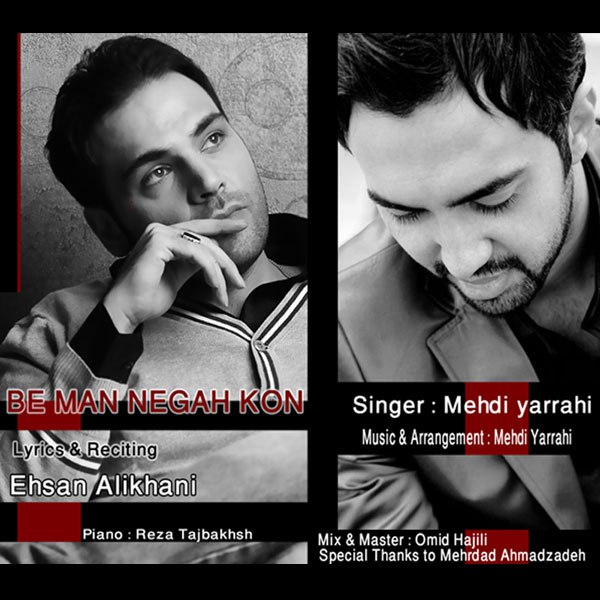 BE MAN NEGAH KON
Lyrics & Reciting
Ehsan Alikhani
Piano : Reza Tajbakhsh
Singer : Mehdi yarrahi
Music & Arrangement : Mehdi Yarrahi
Mix & Master : Omid Hajili
Special Thanks to Mehrdad Ahmadzadeh